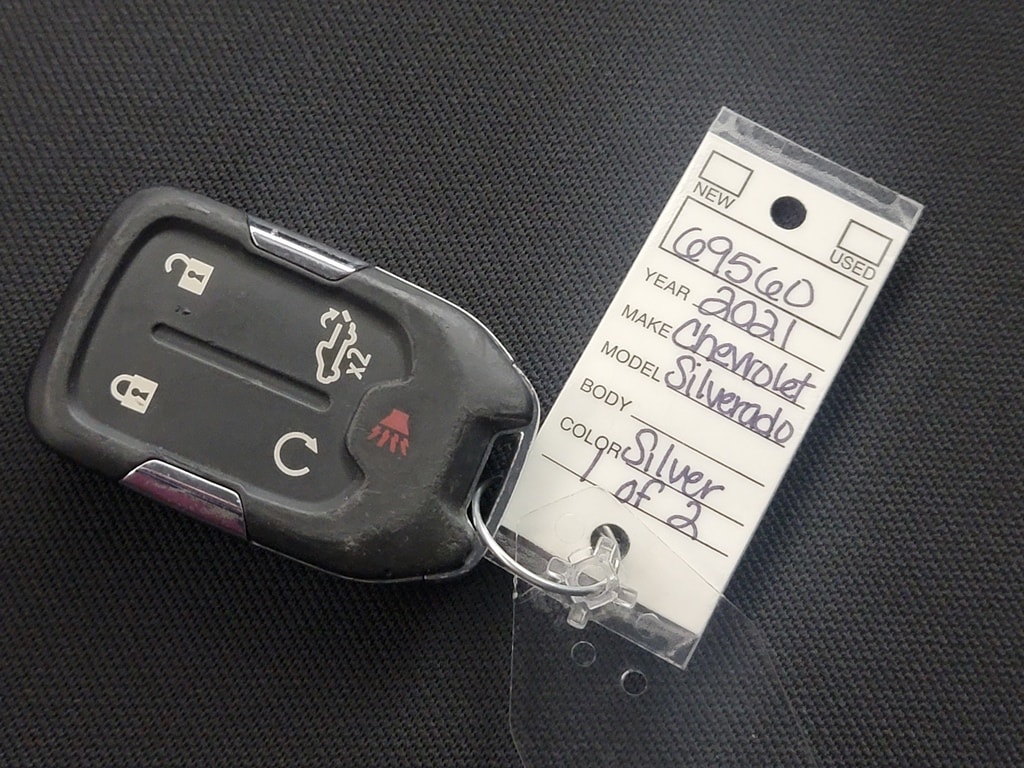 NEW
USED
69560
YEAR 2021
MAKE Chevrolet
MODEL Silverado
BODY
COLOR Silver
1 of 2
X2